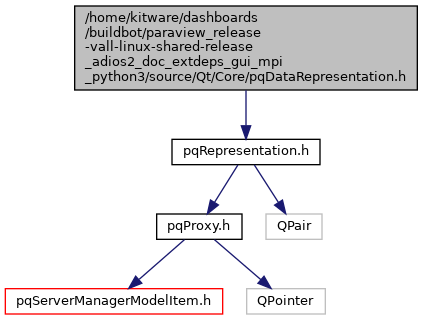 /home/kitware/dashboards
/buildbot/paraview_release
-vall-linux-shared-release
_adios2_doc_extdeps_gui_mpi
_python3/source/Qt/Core/pqDataRepresentation.h
pqRepresentation.h
pqProxy.h
QPair
pqServerManagerModelItem.h
QPointer